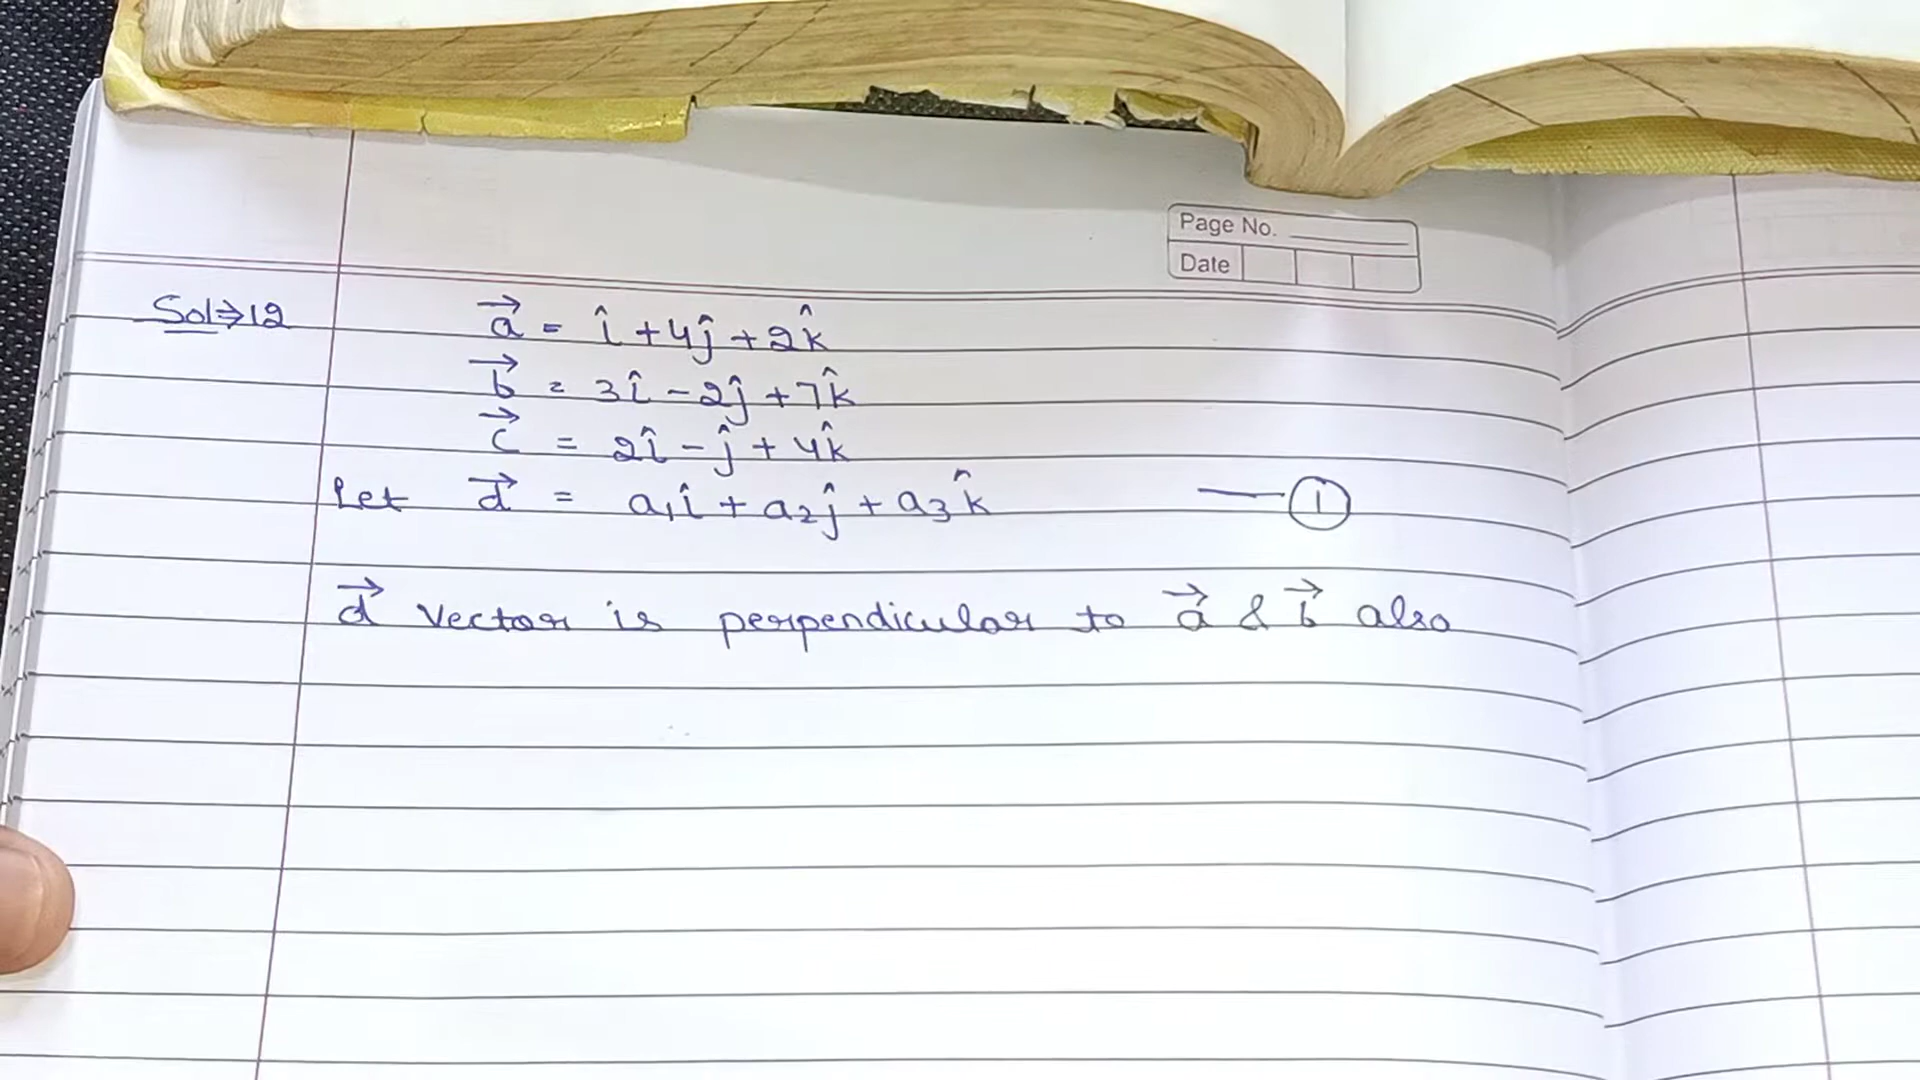 Page No.
Date
Sol⇒12
a⃗ = î + 4ĵ + 2k̂
b⃗ = 3î - 2ĵ + 7k̂
c⃗ = 2î - ĵ + 4k̂
Let d⃗ = a₁î + a₂ĵ + a₃k̂ — ①
d⃗ vector is perpendicular to a⃗ & b⃗ also